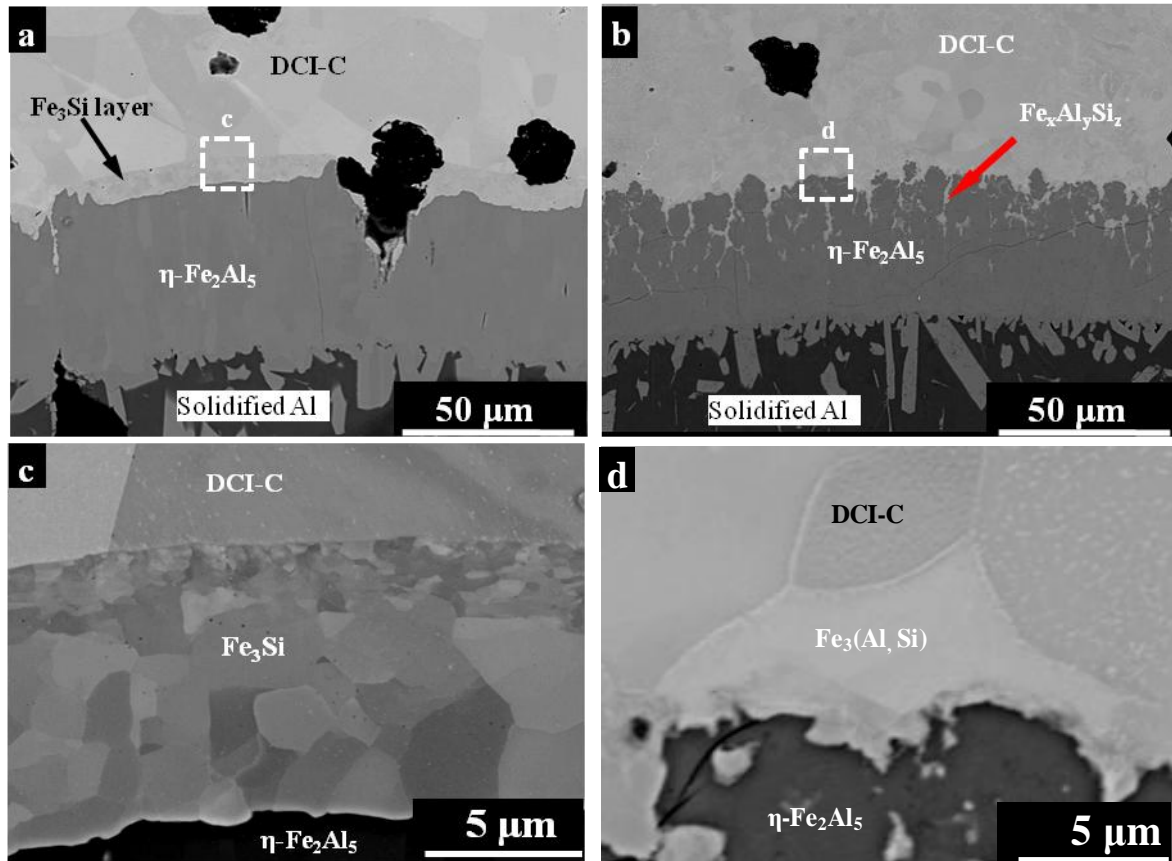 a
DCI-C
Fe₃Si layer
c
η-Fe₂Al₅
Solidified Al
50 μm
b
DCI-C
FeₓAlᵧSi_z
d
η-Fe₂Al₅
Solidified Al
50 μm
c
DCI-C
Fe₃Si
η-Fe₂Al₅
5 μm
d
DCI-C
Fe₃(Al, Si)
η-Fe₂Al₅
5 μm